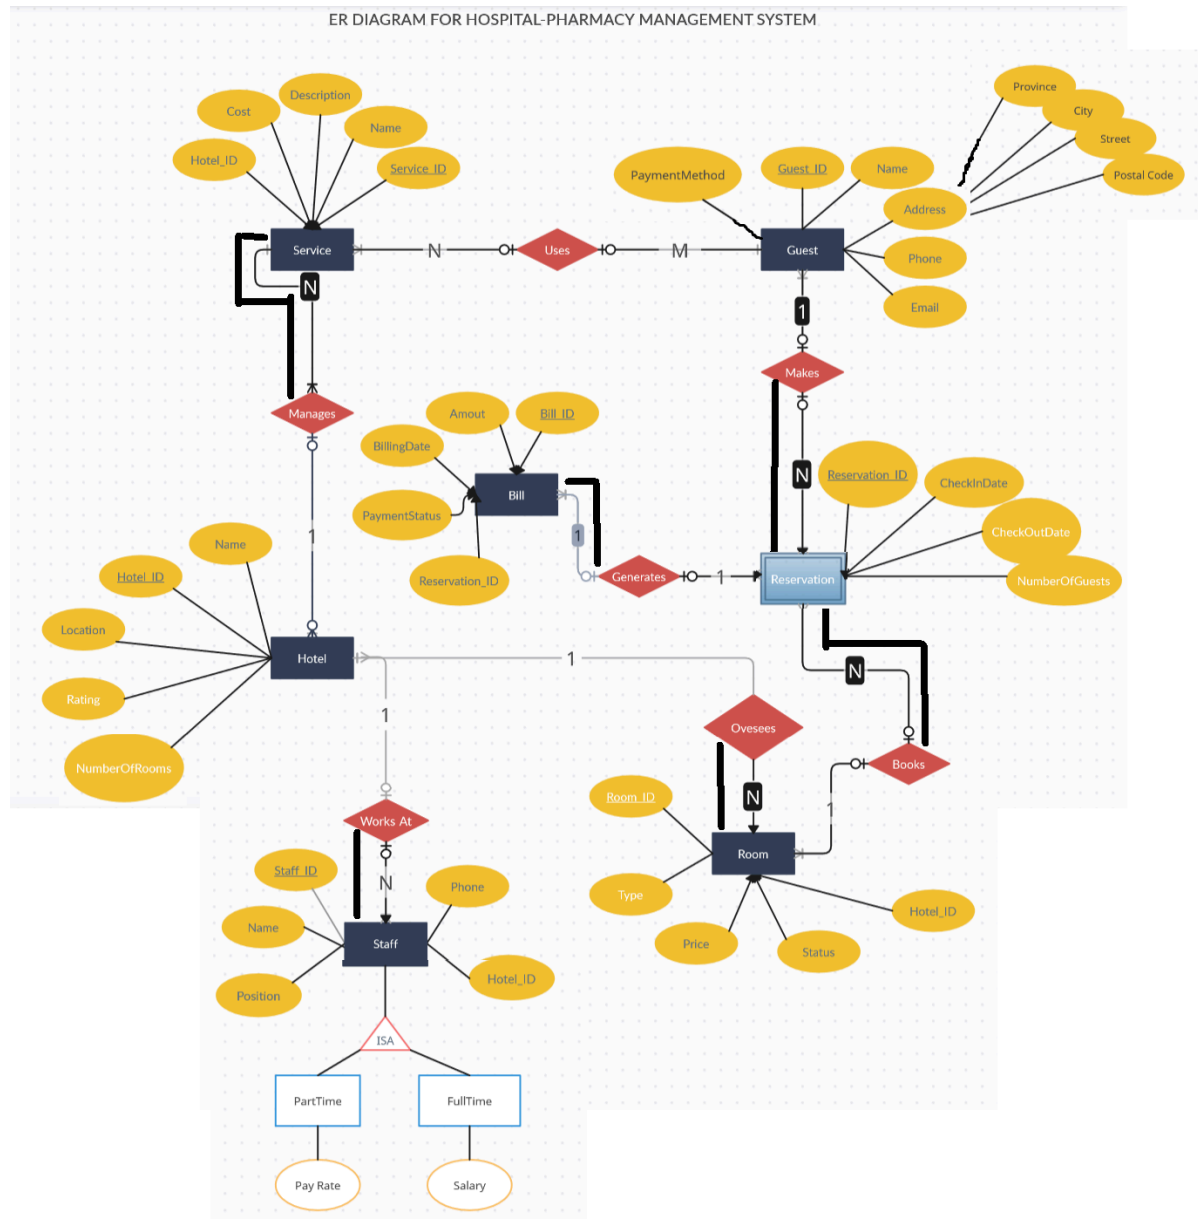 ER DIAGRAM FOR HOSPITAL-PHARMACY MANAGEMENT SYSTEM
Province
City
Street
Postal Code
Description
Cost
Name
Hotel_ID
Service_ID
PaymentMethod
Guest_ID
Name
Address
Phone
Email
Service
N
Uses
M
Guest
N
1
Makes
Manages
Amout
Bill_ID
BillingDate
PaymentStatus
Bill
Reservation_ID
1
Generates
1
N
Reservation_ID
CheckInDate
CheckOutDate
NumberOfGuests
Reservation
1
Name
Hotel_ID
Location
Rating
NumberOfRooms
Hotel
1
1
N
Ovesees
Books
1
N
Room_ID
Type
Price
Status
Hotel_ID
Room
Works At
N
Staff_ID
Name
Position
Phone
Hotel_ID
Staff
ISA
PartTime
FullTime
Pay Rate
Salary